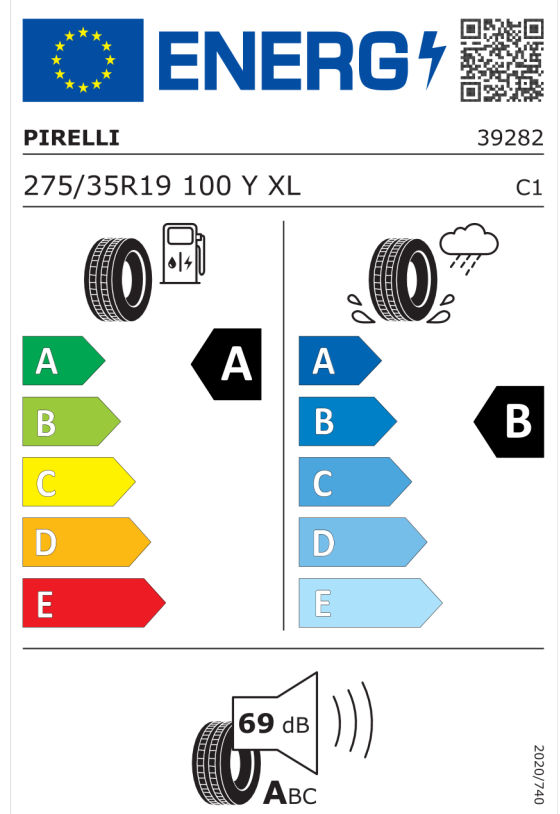 ENERG
PIRELLI 39282
275/35R19 100 Y XL C1
A A
B
C
D
E
A
B B
C
D
E
69 dB
ABC
2020/740